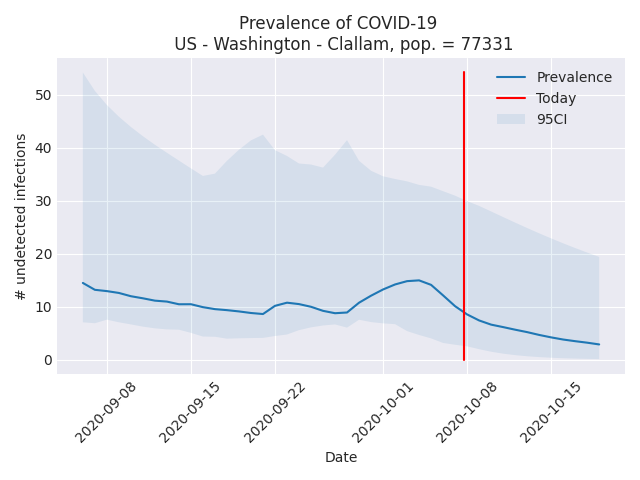 Prevalence of COVID-19
US - Washington - Clallam, pop. = 77331
Prevalence
Today
95CI
# undetected infections
50
40
30
20
10
0
2020-09-08
2020-09-15
2020-09-22
2020-10-01
2020-10-08
2020-10-15
Date